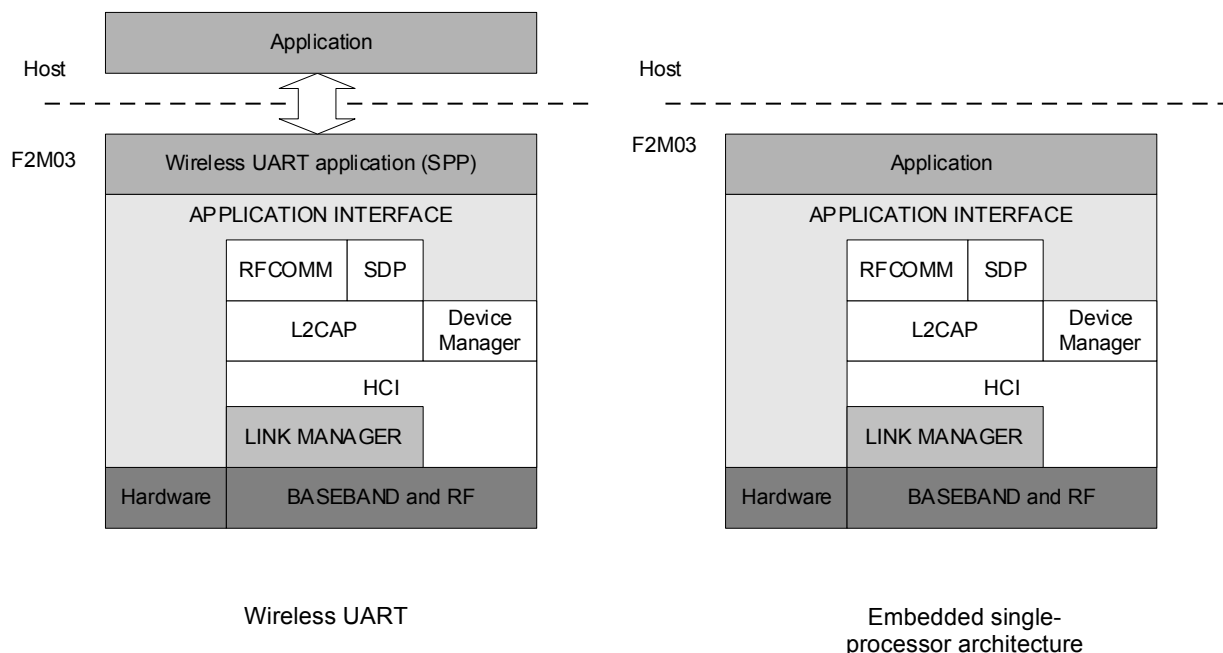 Application
Host
F2M03
Wireless UART application (SPP)
APPLICATION INTERFACE
RFCOMM
SDP
L2CAP
Device
Manager
HCI
LINK MANAGER
Hardware
BASEBAND and RF
Wireless UART
Host
F2M03
Application
APPLICATION INTERFACE
RFCOMM
SDP
L2CAP
Device
Manager
HCI
LINK MANAGER
Hardware
BASEBAND and RF
Embedded single-
processor architecture